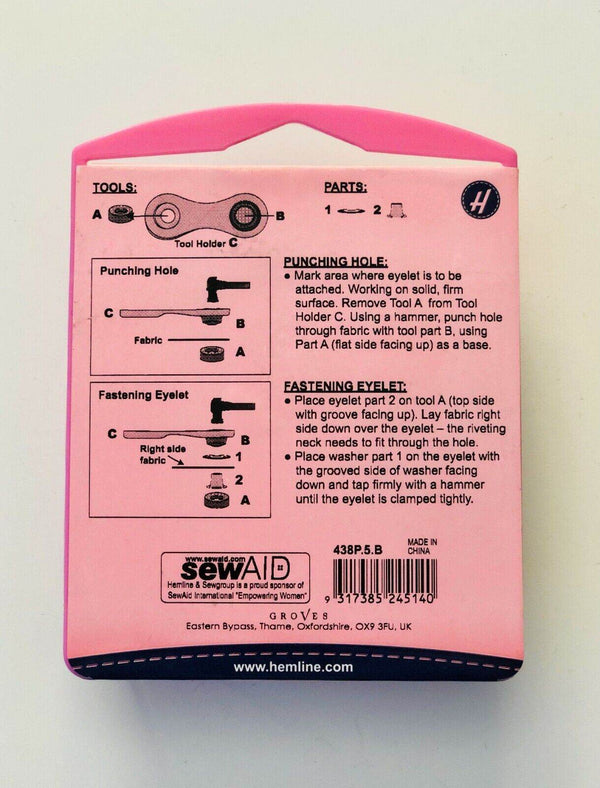 TOOLS:
A
B
Tool Holder C
PARTS:
1 2
H
Punching Hole
C
B
Fabric
A
PUNCHING HOLE:
● Mark area where eyelet is to be
attached. Working on solid, firm
surface. Remove Tool A from Tool
Holder C. Using a hammer, punch hole
through fabric with tool part B, using
Part A (flat side facing up) as a base.
Fastening Eyelet
C
B
Right side
fabric
1
2
A
FASTENING EYELET:
● Place eyelet part 2 on tool A (top side
with groove facing up). Lay fabric right
side down over the eyelet – the riveting
neck needs to fit through the hole.
● Place washer part 1 on the eyelet with
the grooved side of washer facing
down and tap firmly with a hammer
until the eyelet is clamped tightly.
www.sewaid.com
sewAID
Hemline & Sewgroup is a proud sponsor of
SewAid International "Empowering Women"
438P.5.B
MADE IN
CHINA
9 317385 245140
GROVES
Eastern Bypass, Thame, Oxfordshire, OX9 3FU, UK
www.hemline.com